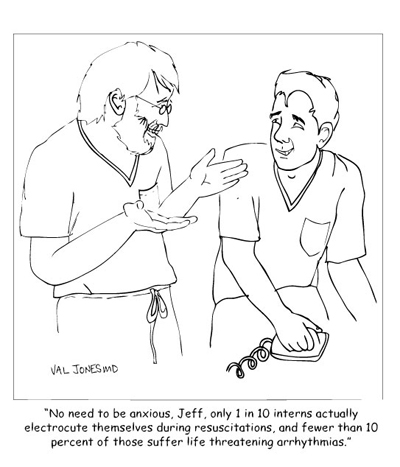 VAL JONES MD
“No need to be anxious, Jeff, only 1 in 10 interns actually
electrocute themselves during resuscitations, and fewer than 10
percent of those suffer life threatening arrhythmias.”